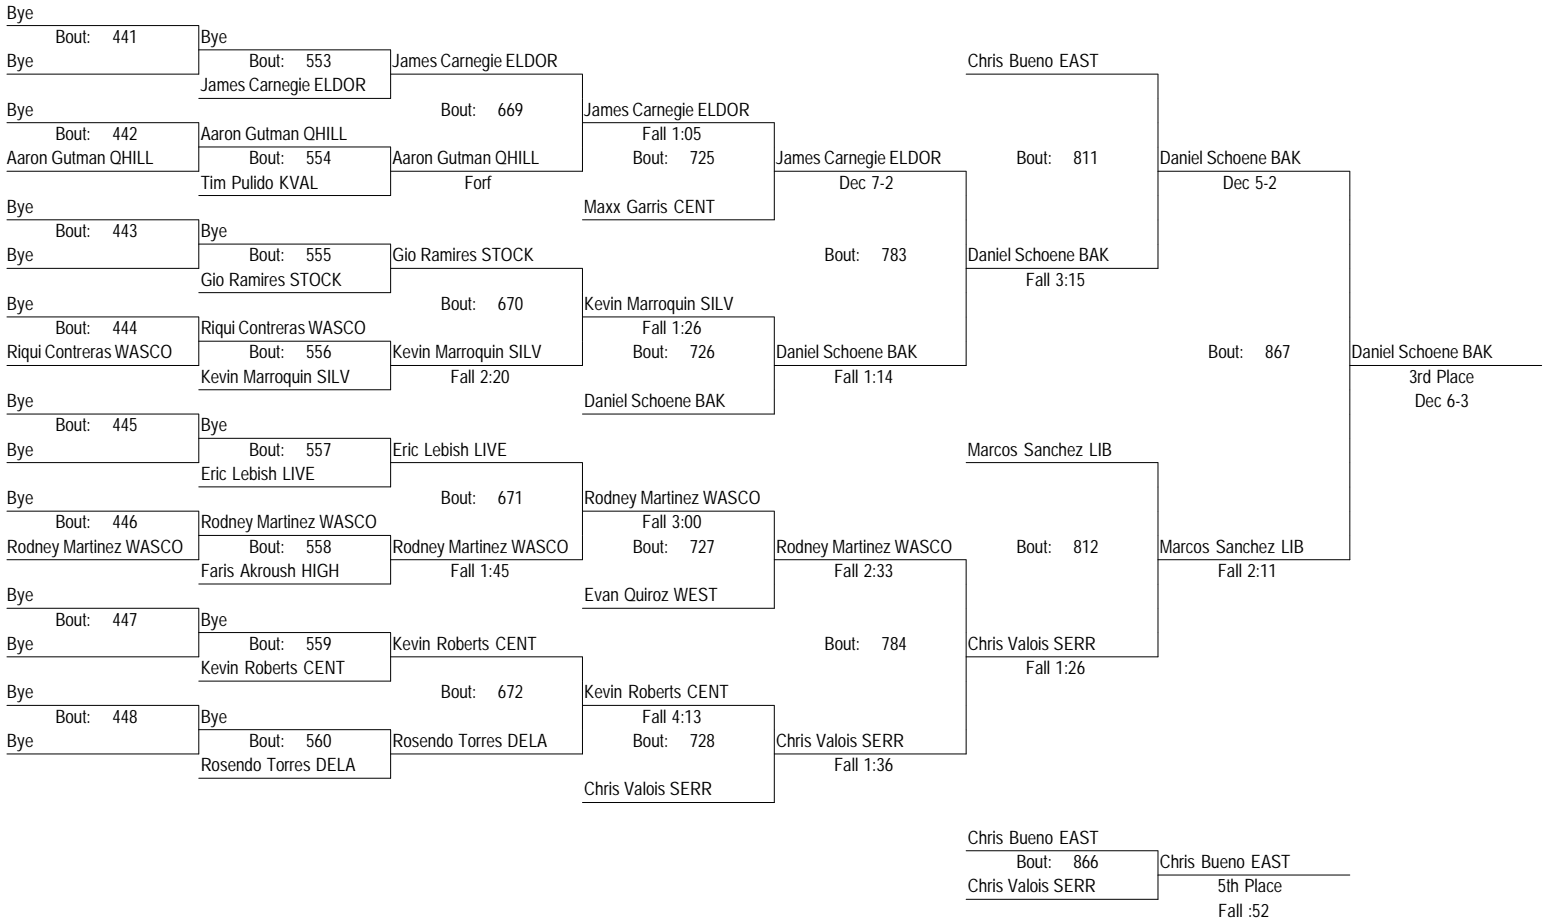 Bye
Bout: 441
Bye
Bye
Bout: 442
Aaron Gutman QHILL
Bye
Bout: 443
Bye
Bye
Bout: 444
Riqui Contreras WASCO
Bye
Bout: 445
Bye
Bye
Bout: 446
Rodney Martinez WASCO
Bye
Bout: 447
Bye
Bye
Bout: 448
Bye
Bye
Bout: 553
James Carnegie ELDOR
Aaron Gutman QHILL
Bout: 554
Tim Pulido KVAL
Bye
Bout: 555
Gio Ramires STOCK
Riqui Contreras WASCO
Bout: 556
Kevin Marroquin SILV
Bye
Bout: 557
Eric Lebish LIVE
Rodney Martinez WASCO
Bout: 558
Faris Akroush HIGH
Bye
Bout: 559
Kevin Roberts CENT
Bye
Bout: 560
Rosendo Torres DELA
James Carnegie ELDOR
Bout: 669
Aaron Gutman QHILL
Forf
Gio Ramires STOCK
Bout: 670
Kevin Marroquin SILV
Fall 2:20
Eric Lebish LIVE
Bout: 671
Rodney Martinez WASCO
Fall 1:45
Kevin Roberts CENT
Bout: 672
Rosendo Torres DELA
James Carnegie ELDOR
Fall 1:05
Bout: 725
Maxx Garris CENT
Kevin Marroquin SILV
Fall 1:26
Bout: 726
Daniel Schoene BAK
Rodney Martinez WASCO
Fall 3:00
Bout: 727
Evan Quiroz WEST
Kevin Roberts CENT
Fall 4:13
Bout: 728
Chris Valois SERR
James Carnegie ELDOR
Dec 7-2
Bout: 783
Daniel Schoene BAK
Fall 1:14
Rodney Martinez WASCO
Fall 2:33
Bout: 784
Chris Valois SERR
Fall 1:36
Chris Bueno EAST
Bout: 811
Daniel Schoene BAK
Fall 3:15
Marcos Sanchez LIB
Bout: 812
Chris Valois SERR
Fall 1:26
Daniel Schoene BAK
Dec 5-2
Bout: 867
Marcos Sanchez LIB
Fall 2:11
Daniel Schoene BAK
3rd Place
Dec 6-3
Chris Bueno EAST
Bout: 866
Chris Valois SERR
Chris Bueno EAST
5th Place
Fall :52